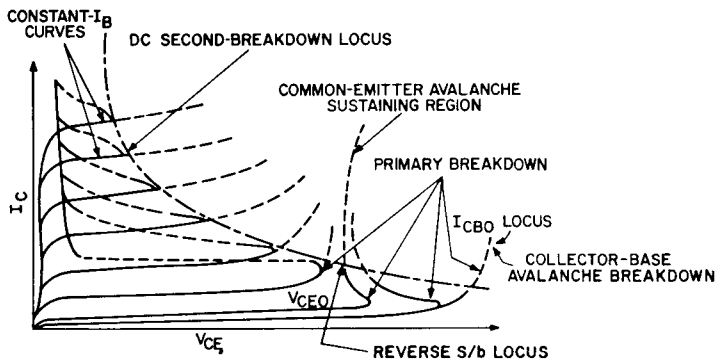 CONSTANT-IB
CURVES
DC SECOND-BREAKDOWN LOCUS
COMMON-EMITTER AVALANCHE
SUSTAINING REGION
PRIMARY BREAKDOWN
IC
ICBO LOCUS
COLLECTOR-BASE
AVALANCHE BREAKDOWN
VCEO
VCE
REVERSE S/b LOCUS